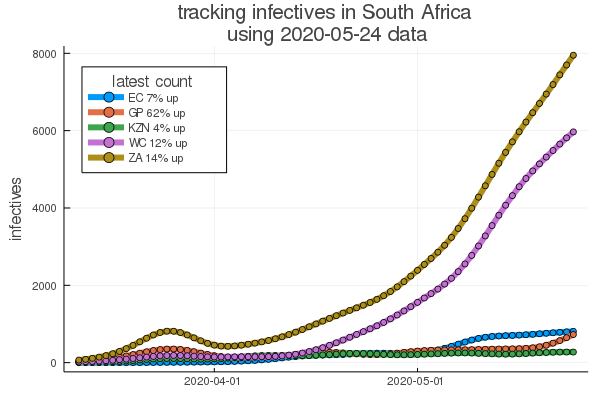 tracking infectives in South Africa
using 2020-05-24 data
8000
latest count
EC 7% up
GP 62% up
KZN 4% up
WC 12% up
ZA 14% up
6000
infectives
4000
2000
0
2020-04-01
2020-05-01